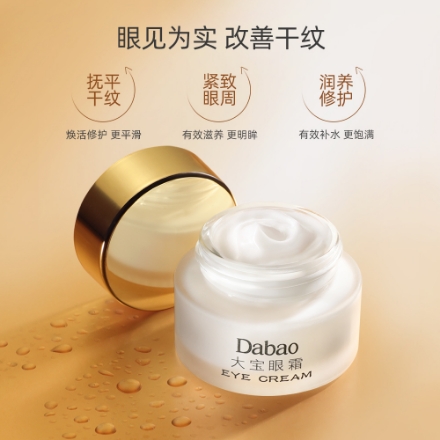 眼见为实 改善干纹
抚平
干纹
紧致
眼周
润养
修护
焕活修护 更平滑
有效滋养 更明眸
有效补水 更饱满
Dabao
大宝眼霜
EYE CREAM